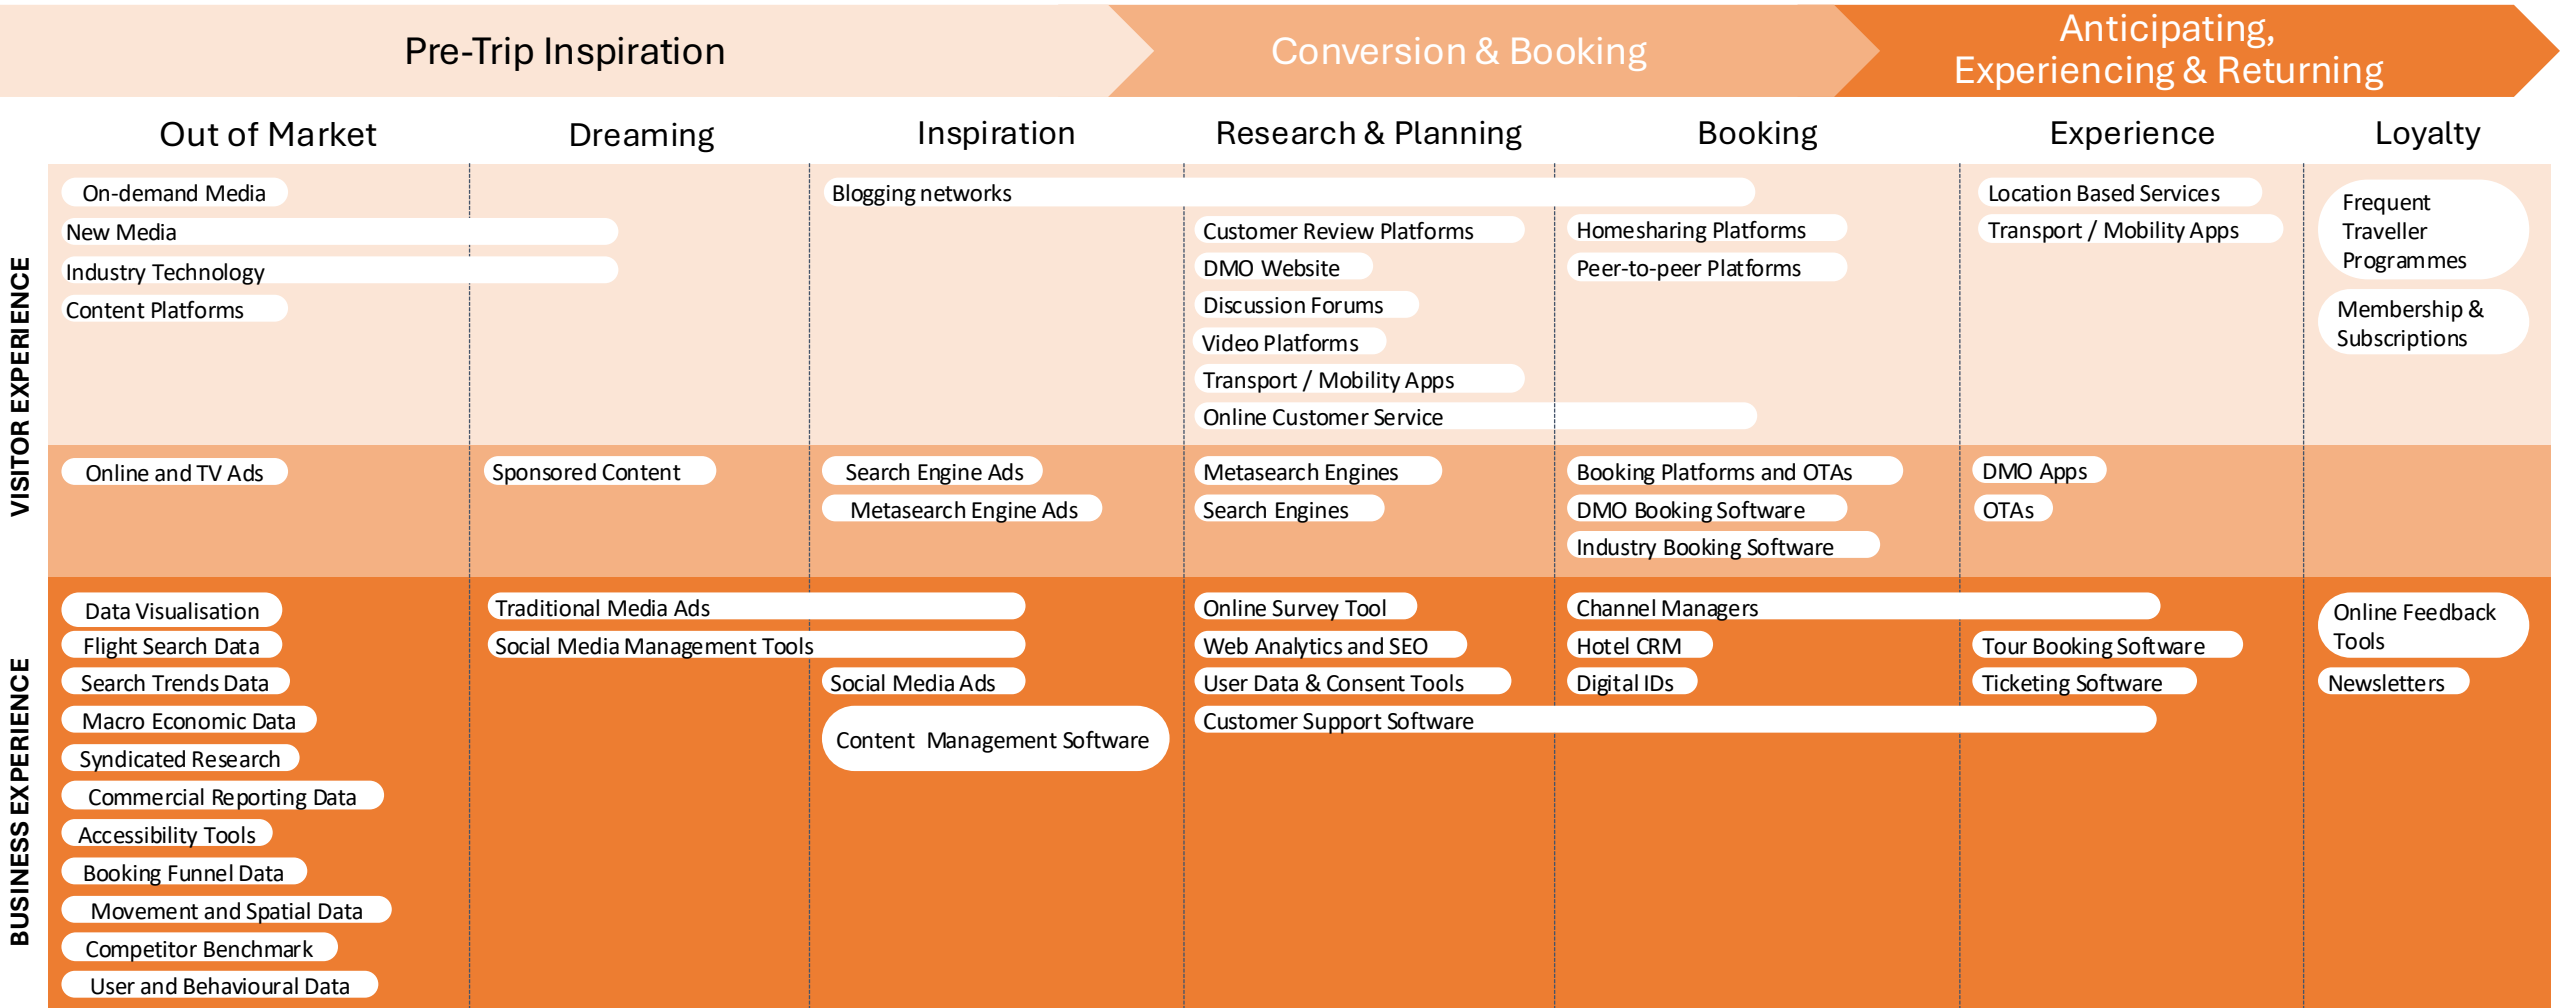 Pre-Trip Inspiration
Conversion & Booking
Anticipating,
Experiencing & Returning
Out of Market
Dreaming
Inspiration
Research & Planning
Booking
Experience
Loyalty
VISITOR EXPERIENCE
On-demand Media
New Media
Industry Technology
Content Platforms
Blogging networks
Customer Review Platforms
DMO Website
Discussion Forums
Video Platforms
Transport / Mobility Apps
Online Customer Service
Homesharing Platforms
Peer-to-peer Platforms
Location Based Services
Transport / Mobility Apps
Frequent
Traveller
Programmes
Membership &
Subscriptions
Online and TV Ads
Sponsored Content
Search Engine Ads
Metasearch Engine Ads
Metasearch Engines
Search Engines
Booking Platforms and OTAs
DMO Booking Software
Industry Booking Software
DMO Apps
OTAs
BUSINESS EXPERIENCE
Data Visualisation
Flight Search Data
Search Trends Data
Macro Economic Data
Syndicated Research
Commercial Reporting Data
Accessibility Tools
Booking Funnel Data
Movement and Spatial Data
Competitor Benchmark
User and Behavioural Data
Traditional Media Ads
Social Media Management Tools
Social Media Ads
Content Management Software
Online Survey Tool
Web Analytics and SEO
User Data & Consent Tools
Customer Support Software
Channel Managers
Hotel CRM
Digital IDs
Tour Booking Software
Ticketing Software
Online Feedback
Tools
Newsletters